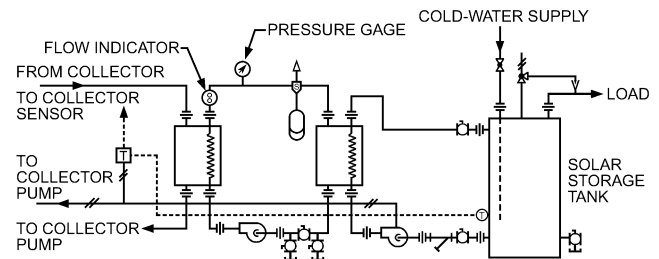 COLD-WATER SUPPLY
PRESSURE GAGE
FLOW INDICATOR
FROM COLLECTOR
TO COLLECTOR
SENSOR
LOAD
S
T
TO
COLLECTOR
PUMP
SOLAR
STORAGE
TANK
T
TO COLLECTOR
PUMP